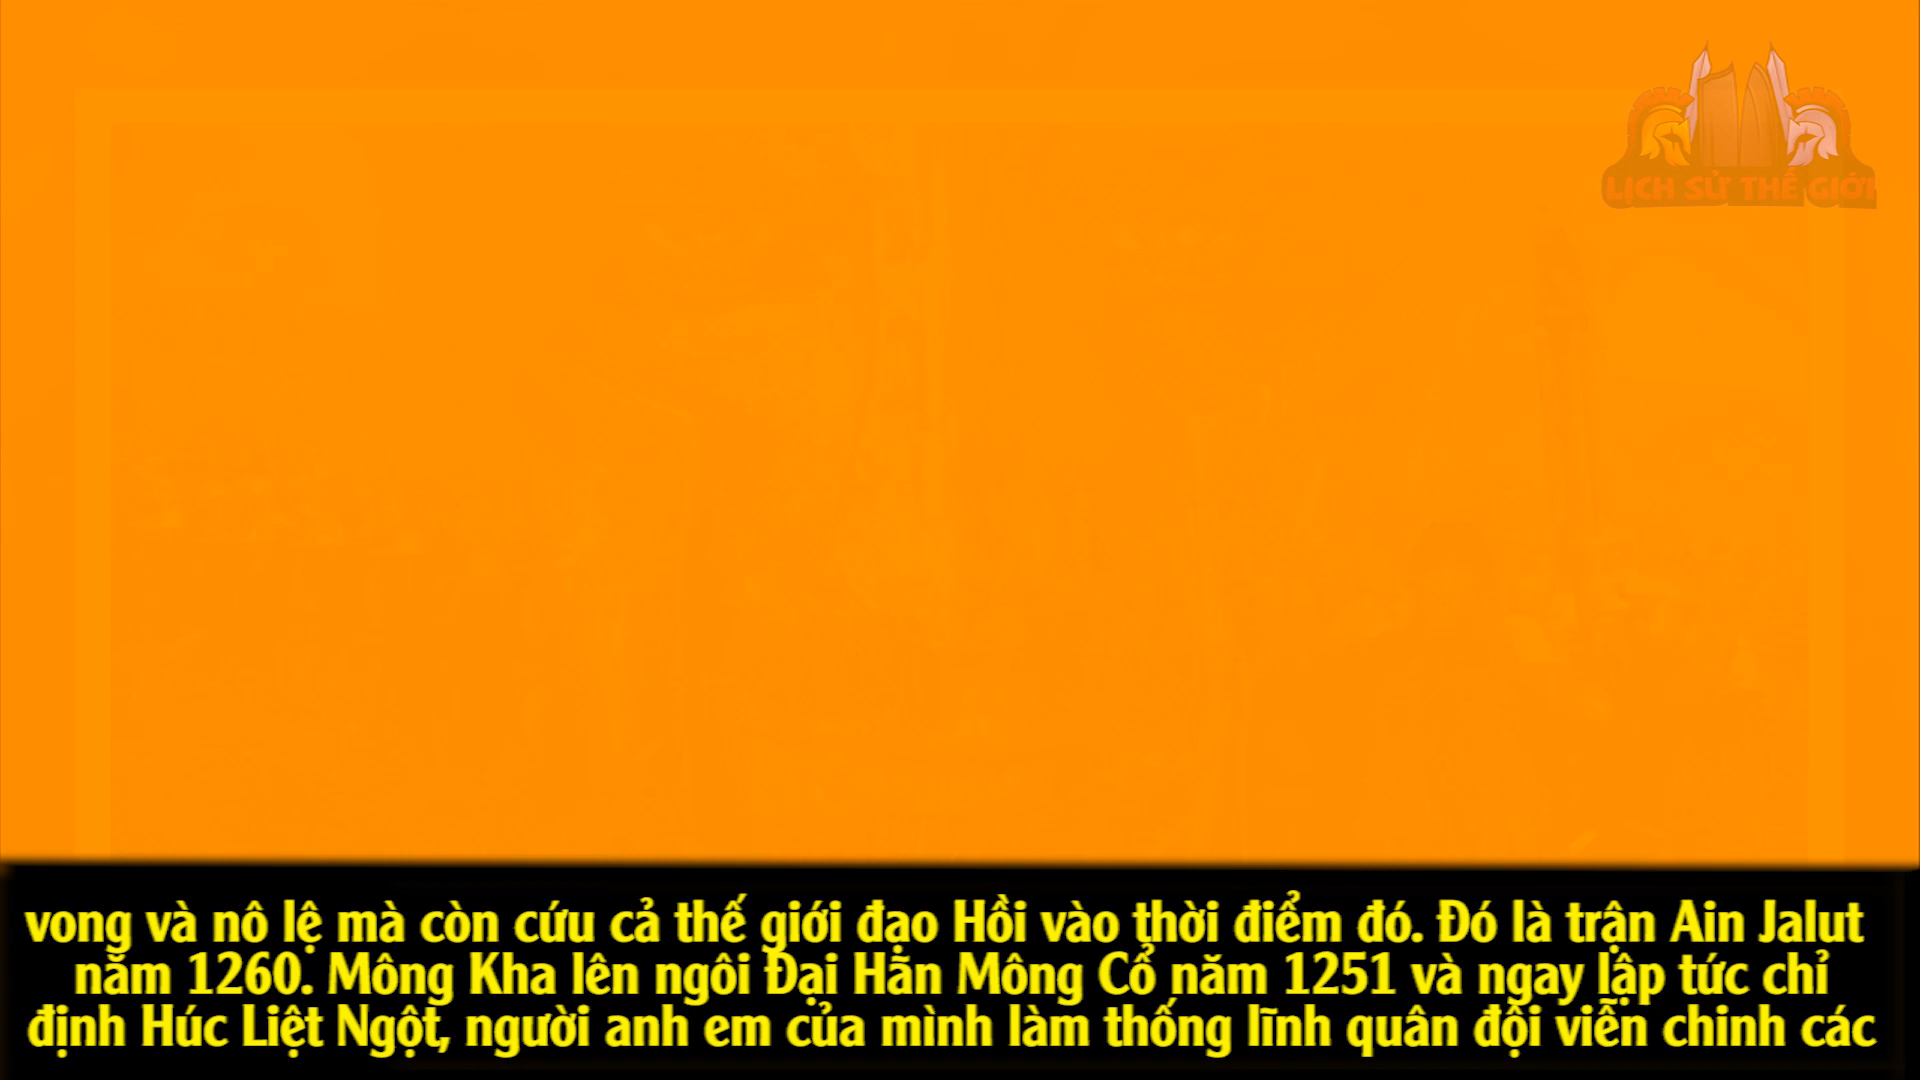 LỊCH SỬ THẾ GIỚI
vong và nô lệ mà còn cứu cả thế giới đạo Hồi vào thời điểm đó. Đó là trận Ain Jalut
năm 1260. Mông Kha lên ngôi Đại Hãn Mông Cổ năm 1251 và ngay lập tức chỉ
định Húc Liệt Ngột, người anh em của mình làm thống lĩnh quân đội viễn chinh các